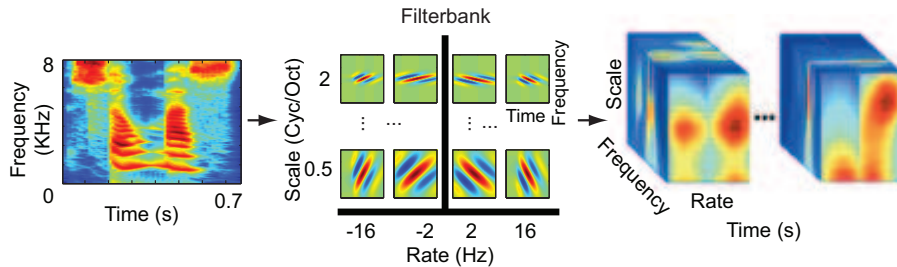 Filterbank
8
Frequency
(KHz)
0
0.7
Time (s)
Scale (Cyc/Oct)
2
0.5
⋮ ...
⋮ ...
Time
Frequency
-16
-2
2
16
Rate (Hz)
Scale
Frequency
Rate
...
Time (s)